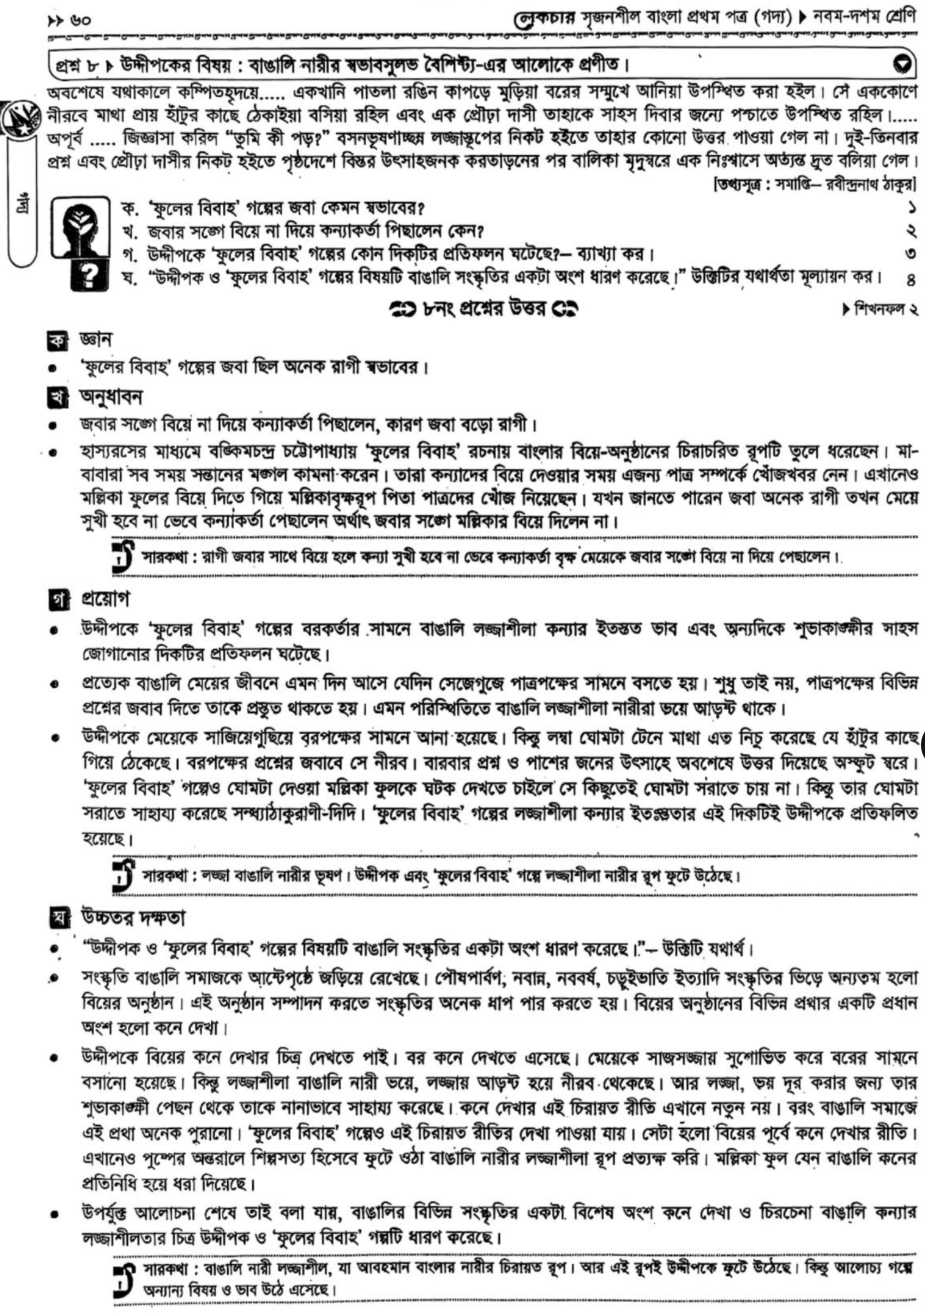 ৬০
লেকচার সৃজনশীল বাংলা প্রথম পত্র (গদ্য) নবম-দশম শ্রেণি
প্রশ্ন ৮ উদ্দীপকের বিষয় : বাঙালি নারীর স্বভাবসুলভ বৈশিষ্ট্য-এর আলোকে প্রণীত।
অবশেষে যথাকালে কম্পিতহৃদয়ে..... একখানি পাতলা রঙিন কাপড়ে মুড়িয়া বরের সম্মুখে আনিয়া উপস্থিত করা হইল। সে এককোণে
নীরবে মাথা প্রায় হাঁটুর কাছে ঠেকাইয়া বসিয়া রহিল এবং এক প্রৌঢ়া দাসী তাহাকে সাহস দিবার জন্যে পশ্চাতে উপস্থিত রহিল।.....
অপূর্ব ..... জিজ্ঞাসা করিল “তুমি কী পড়?” বসনভূষণাচ্ছন্ন লজ্জাস্তূপের নিকট হইতে তাহার কোনো উত্তর পাওয়া গেল না। দুই-তিনবার
প্রশ্ন এবং প্রৌঢ়া দাসীর নিকট হইতে পৃষ্ঠদেশে বিস্তর উৎসাহজনক করতাড়নের পর বালিকা মৃদুস্বরে এক নিঃশ্বাসে অত্যন্ত দ্রুত বলিয়া গেল।
[তথ্যসূত্র : সমাপ্তি– রবীন্দ্রনাথ ঠাকুর]
গদ্য
ক. ‘ফুলের বিবাহ’ গল্পের জবা কেমন স্বভাবের? ১
খ. জবার সঙ্গে বিয়ে না দিয়ে কন্যাকর্তা পিছালেন কেন? ২
গ. উদ্দীপকে ‘ফুলের বিবাহ’ গল্পের কোন দিকটির প্রতিফলন ঘটেছে?– ব্যাখ্যা কর। ৩
ঘ. “উদ্দীপক ও ‘ফুলের বিবাহ’ গল্পের বিষয়টি বাঙালি সংস্কৃতির একটা অংশ ধারণ করেছে।” উক্তিটির যথার্থতা মূল্যায়ন কর। ৪
৮নং প্রশ্নের উত্তর
শিখনফল ২
ক জ্ঞান
• ‘ফুলের বিবাহ’ গল্পের জবা ছিল অনেক রাগী স্বভাবের।
খ অনুধাবন
• জবার সঙ্গে বিয়ে না দিয়ে কন্যাকর্তা পিছালেন, কারণ জবা বড়ো রাগী।
• হাস্যরসের মাধ্যমে বঙ্কিমচন্দ্র চট্টোপাধ্যায় ‘ফুলের বিবাহ’ রচনায় বাংলার বিয়ে-অনুষ্ঠানের চিরাচরিত রূপটি তুলে ধরেছেন। মা-
বাবারা সব সময় সন্তানের মঙ্গল কামনা করেন। তারা কন্যাদের বিয়ে দেওয়ার সময় এজন্য পাত্র সম্পর্কে খোঁজখবর নেন। এখানেও
মল্লিকা ফুলের বিয়ে দিতে গিয়ে মল্লিকাবৃক্ষরূপ পিতা পাত্রদের খোঁজ নিয়েছেন। যখন জানতে পারেন জবা অনেক রাগী তখন মেয়ে
সুখী হবে না ভেবে কন্যাকর্তা পেছালেন অর্থাৎ জবার সঙ্গে মল্লিকার বিয়ে দিলেন না।
সারকথা : রাগী জবার সাথে বিয়ে হলে কন্যা সুখী হবে না ভেবে কন্যাকর্তা বৃক্ষ মেয়েকে জবার সঙ্গে বিয়ে না দিয়ে পেছালেন।
গ প্রয়োগ
• উদ্দীপকে ‘ফুলের বিবাহ’ গল্পের বরকর্তার সামনে বাঙালি লজ্জাশীলা কন্যার ইতস্তত ভাব এবং অন্যদিকে শুভাকাঙ্ক্ষীর সাহস
জোগানোর দিকটির প্রতিফলন ঘটেছে।
• প্রত্যেক বাঙালি মেয়ের জীবনে এমন দিন আসে যেদিন সেজেগুজে পাত্রপক্ষের সামনে বসতে হয়। শুধু তাই নয়, পাত্রপক্ষের বিভিন্ন
প্রশ্নের জবাব দিতে তাকে প্রস্তুত থাকতে হয়। এমন পরিস্থিতিতে বাঙালি লজ্জাশীলা নারীরা ভয়ে আড়ষ্ট থাকে।
• উদ্দীপকে মেয়েকে সাজিয়েগুছিয়ে বরপক্ষের সামনে আনা হয়েছে। কিন্তু লম্বা ঘোমটা টেনে মাথা এত নিচু করেছে যে হাঁটুর কাছে
গিয়ে ঠেকেছে। বরপক্ষের প্রশ্নের জবাবে সে নীরব। বারবার প্রশ্ন ও পাশের জনের উৎসাহে অবশেষে উত্তর দিয়েছে অস্ফুট স্বরে।
‘ফুলের বিবাহ’ গল্পেও ঘোমটা দেওয়া মল্লিকা ফুলকে ঘটক দেখতে চাইলে সে কিছুতেই ঘোমটা সরাতে চায় না। কিন্তু তার ঘোমটা
সরাতে সাহায্য করেছে সন্ধ্যাঠাকুরাণী-দিদি। ‘ফুলের বিবাহ’ গল্পের লজ্জাশীলা কন্যার ইতস্ততার এই দিকটিই উদ্দীপকে প্রতিফলিত
হয়েছে।
সারকথা : লজ্জা বাঙালি নারীর ভূষণ। উদ্দীপক এবং ‘ফুলের বিবাহ’ গল্পে লজ্জাশীলা নারীর রূপ ফুটে উঠেছে।
ঘ উচ্চতর দক্ষতা
• “উদ্দীপক ও ‘ফুলের বিবাহ’ গল্পের বিষয়টি বাঙালি সংস্কৃতির একটা অংশ ধারণ করেছে।”– উক্তিটি যথার্থ।
• সংস্কৃতি বাঙালি সমাজকে আষ্টেপৃষ্ঠে জড়িয়ে রেখেছে। পৌষপার্বণ, নবান্ন, নববর্ষ, চড়ুইভাতি ইত্যাদি সংস্কৃতির ভিড়ে অন্যতম হলো
বিয়ের অনুষ্ঠান। এই অনুষ্ঠান সম্পাদন করতে সংস্কৃতির অনেক ধাপ পার করতে হয়। বিয়ের অনুষ্ঠানের বিভিন্ন প্রথার একটি প্রধান
অংশ হলো কনে দেখা।
• উদ্দীপকে বিয়ের কনে দেখার চিত্র দেখতে পাই। বর কনে দেখতে এসেছে। মেয়েকে সাজসজ্জায় সুশোভিত করে বরের সামনে
বসানো হয়েছে। কিন্তু লজ্জাশীলা বাঙালি নারী ভয়ে, লজ্জায় আড়ষ্ট হয়ে নীরব থেকেছে। আর লজ্জা, ভয় দূর করার জন্য তার
শুভাকাঙ্ক্ষী পেছন থেকে তাকে নানাভাবে সাহায্য করেছে। কনে দেখার এই চিরায়ত রীতি এখানে নতুন নয়। বরং বাঙালি সমাজে
এই প্রথা অনেক পুরানো। ‘ফুলের বিবাহ’ গল্পেও এই চিরায়ত রীতির দেখা পাওয়া যায়। সেটা হলো বিয়ের পূর্বে কনে দেখার রীতি।
এখানেও পুষ্পের অন্তরালে শিল্পসত্য হিসেবে ফুটে ওঠা বাঙালি নারীর লজ্জাশীলা রূপ প্রত্যক্ষ করি। মল্লিকা ফুল যেন বাঙালি কনের
প্রতিনিধি হয়ে ধরা দিয়েছে।
• উপর্যুক্ত আলোচনা শেষে তাই বলা যায়, বাঙালির বিভিন্ন সংস্কৃতির একটা বিশেষ অংশ কনে দেখা ও চিরচেনা বাঙালি কন্যার
লজ্জাশীলতার চিত্র উদ্দীপক ও ‘ফুলের বিবাহ’ গল্পটি ধারণ করেছে।
সারকথা : বাঙালি নারী লজ্জাশীল, যা আবহমান বাংলার নারীর চিরায়ত রূপ। আর এই রূপই উদ্দীপকে ফুটে উঠেছে। কিন্তু আলোচ্য গল্পে
অন্যান্য বিষয় ও ভাব উঠে এসেছে।